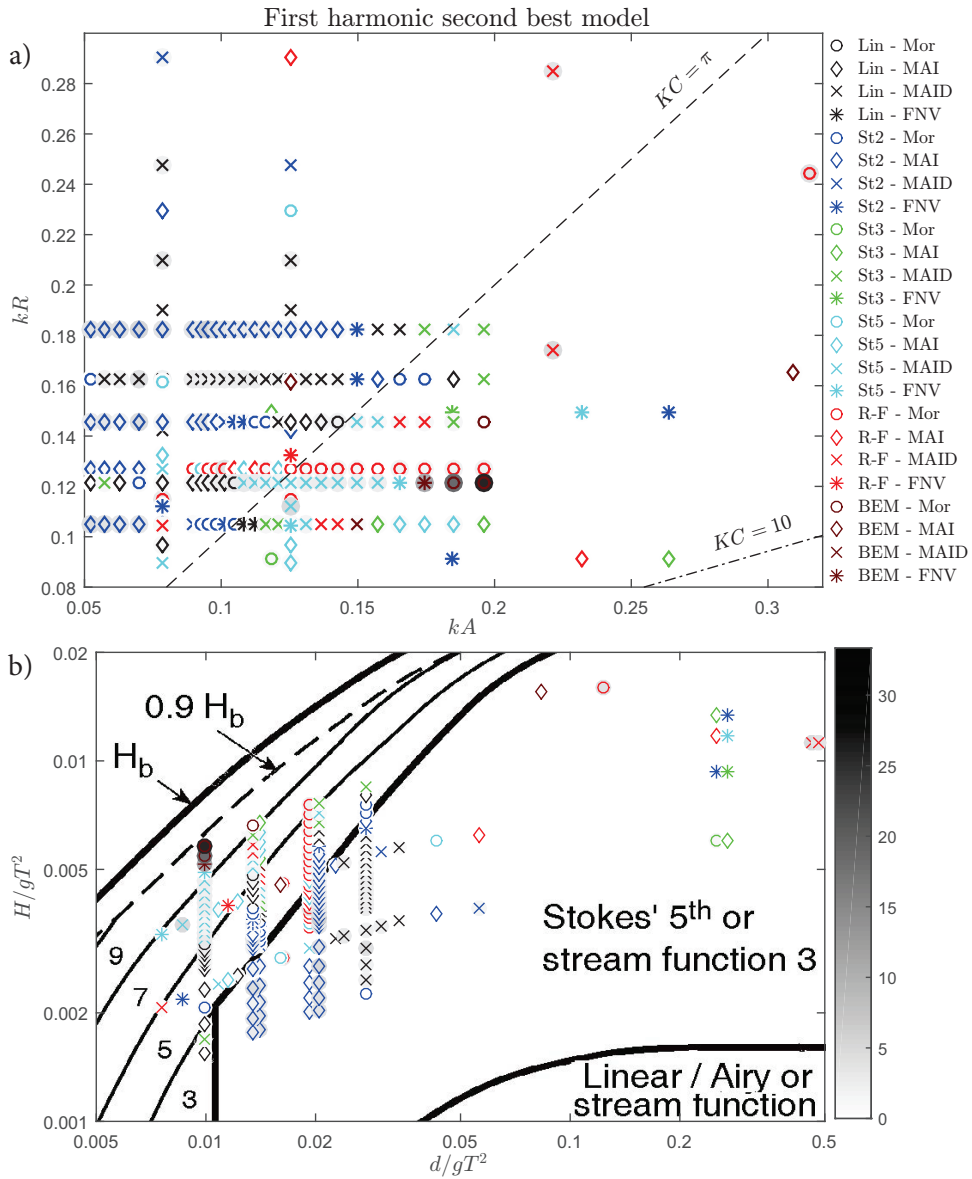 First harmonic second best model
a)
0.28
0.26
0.24
0.22
0.2
0.18
0.16
0.14
0.12
0.1
0.08
kR
0.05 0.1 0.15 0.2 0.25 0.3
kA
KC = π
KC = 10
Lin - Mor
Lin - MAI
Lin - MAID
Lin - FNV
St2 - Mor
St2 - MAI
St2 - MAID
St2 - FNV
St3 - Mor
St3 - MAI
St3 - MAID
St3 - FNV
St5 - Mor
St5 - MAI
St5 - MAID
St5 - FNV
R-F - Mor
R-F - MAI
R-F - MAID
R-F - FNV
BEM - Mor
BEM - MAI
BEM - MAID
BEM - FNV
b)
0.02
0.01
0.005
0.002
0.001
H/gT²
0.9 H_b
H_b
9
7
5
3
Stokes' 5th or
stream function 3
Linear / Airy or
stream function
0.005 0.01 0.02 0.05 0.1 0.2 0.5
d/gT²
30
25
20
15
10
5
0